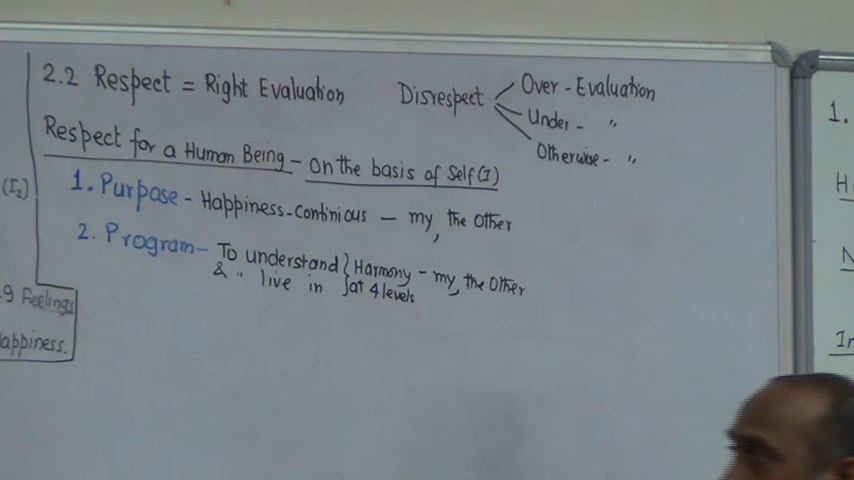 2.2 Respect = Right Evaluation
Disrespect
Over - Evaluation
Under - "
Otherwise - "
Respect for a Human Being - on the basis of Self (I)
1. Purpose - Happiness - Continious - my, the other
2. Program - To understand & " live in } Harmony at 4 levels - my, the other
(I₂)
9 Feelings
appiness.
1.
H
N
I